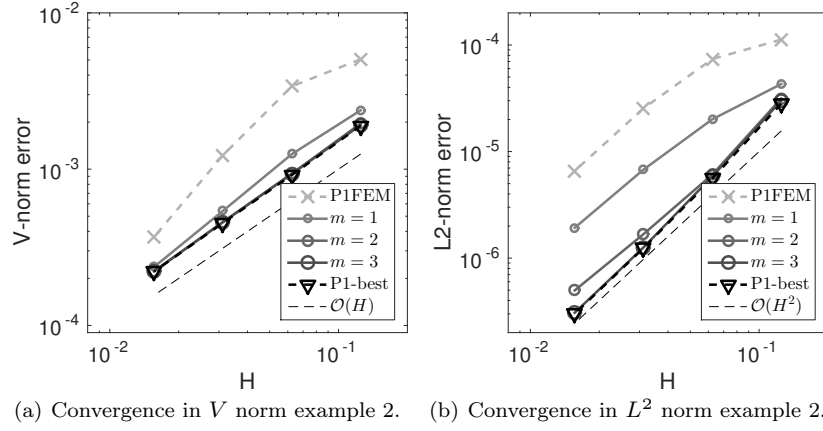 10^{-2}
10^{-3}
10^{-4}
V-norm error
10^{-2}
10^{-1}
H
P1FEM
m = 1
m = 2
m = 3
P1-best
𝒪(H)
10^{-4}
10^{-5}
10^{-6}
L2-norm error
10^{-2}
10^{-1}
H
P1FEM
m = 1
m = 2
m = 3
P1-best
𝒪(H^2)
(a) Convergence in V norm example 2.
(b) Convergence in L^2 norm example 2.